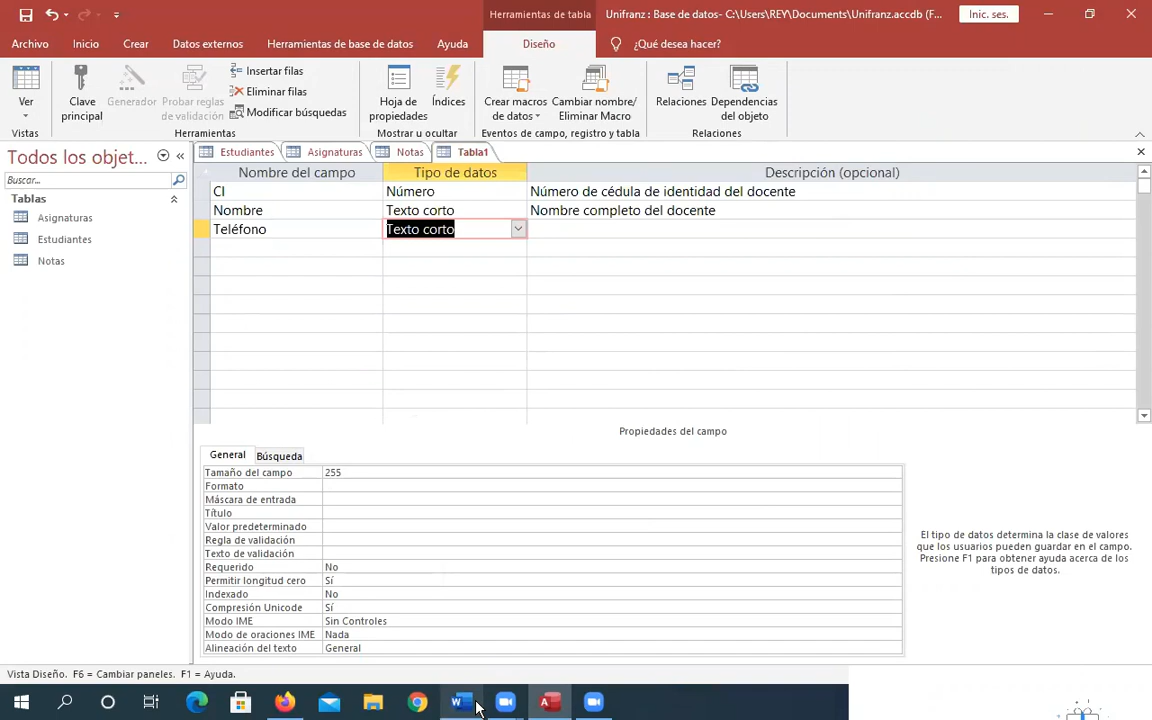 Herramientas de tabla
Unifranz : Base de datos- C:\Users\REY\Documents\Unifranz.accdb (F...
Inic. ses.
Archivo
Inicio
Crear
Datos externos
Herramientas de base de datos
Ayuda
Diseño
¿Qué desea hacer?
Ver
Clave principal
Generador
Probar reglas de validación
Insertar filas
Eliminar filas
Modificar búsquedas
Hoja de propiedades
Índices
Crear macros de datos
Cambiar nombre/ Eliminar Macro
Relaciones
Dependencias del objeto
Vistas
Herramientas
Mostrar u ocultar
Eventos de campo, registro y tabla
Relaciones
Todos los objet... «
Buscar...
Tablas
Asignaturas
Estudiantes
Notas
Estudiantes
Asignaturas
Notas
Tabla1
Nombre del campo Tipo de datos Descripción (opcional)
CI Número Número de cédula de identidad del docente
Nombre Texto corto Nombre completo del docente
Teléfono Texto corto
Propiedades del campo
General Búsqueda
Tamaño del campo 255
Formato
Máscara de entrada
Título
Valor predeterminado
Regla de validación
Texto de validación
Requerido No
Permitir longitud cero Sí
Indexado No
Compresión Unicode Sí
Modo IME Sin Controles
Modo de oraciones IME Nada
Alineación del texto General
El tipo de datos determina la clase de valores
que los usuarios pueden guardar en el campo.
Presione F1 para obtener ayuda acerca de los
tipos de datos.
Vista Diseño. F6 = Cambiar paneles. F1 = Ayuda.